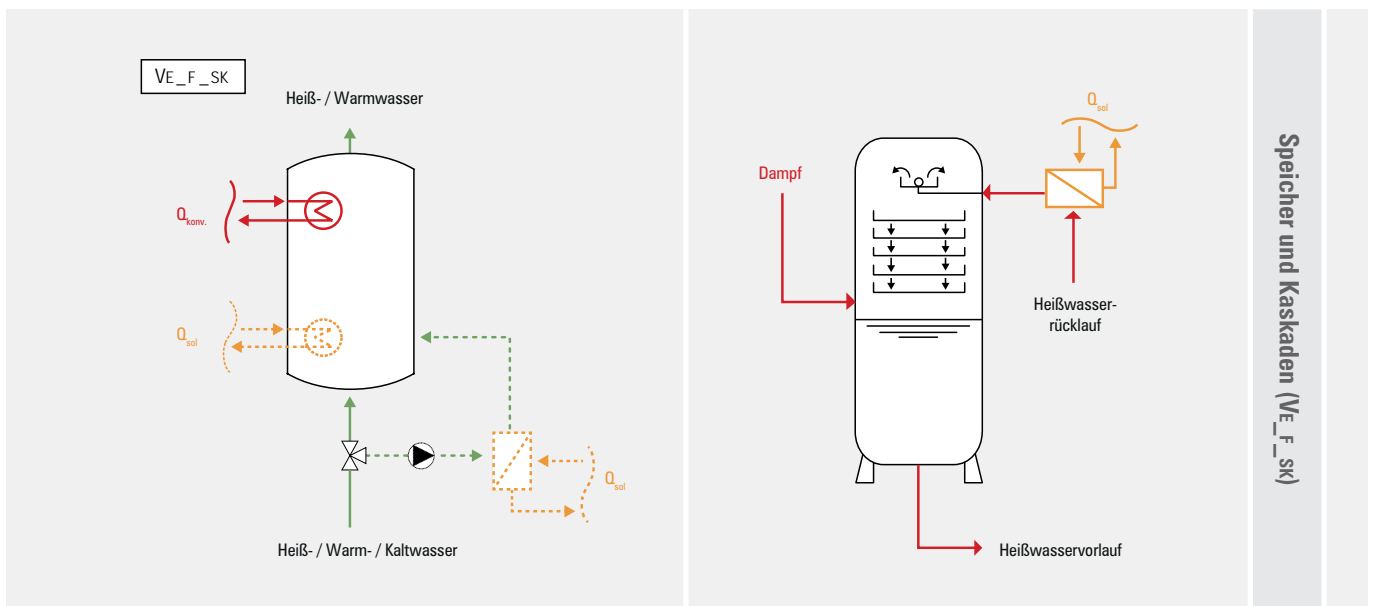 VE_F_SK
Heiß- / Warmwasser
Qkonv.
Qsol
Qsol
Heiß- / Warm- / Kaltwasser
Qsol
Dampf
Heißwasser-
rücklauf
Heißwasservorlauf
Speicher und Kaskaden (VE_F_SK)